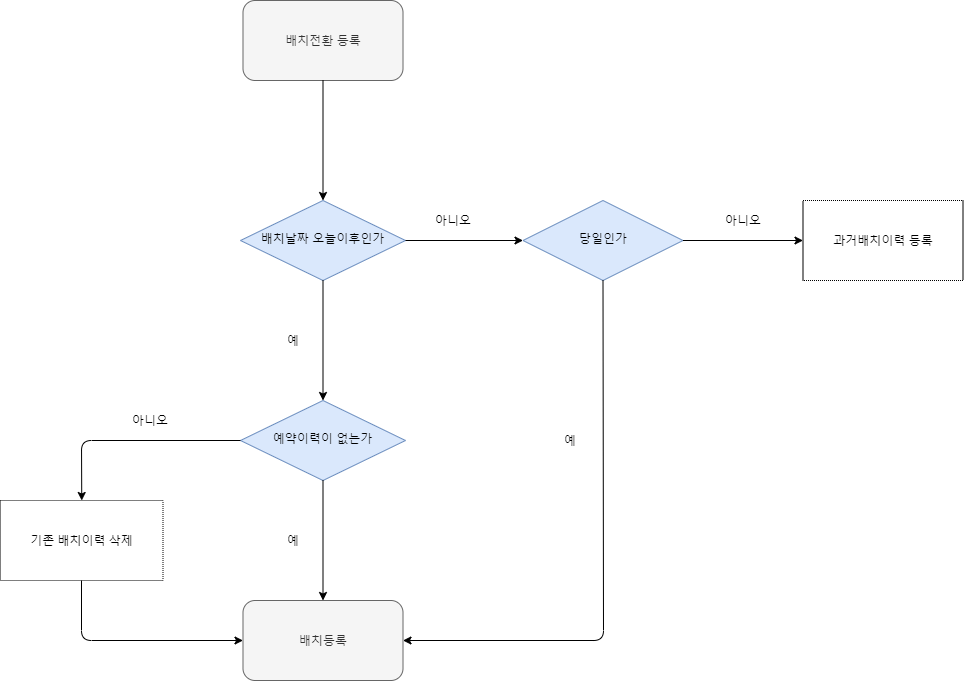 배치전환 등록
아니오
아니오
배치날짜 오늘이후인가
당일인가
과거배치이력 등록
예
아니오
예약이력이 없는가
예
기존 배치이력 삭제
예
배치등록